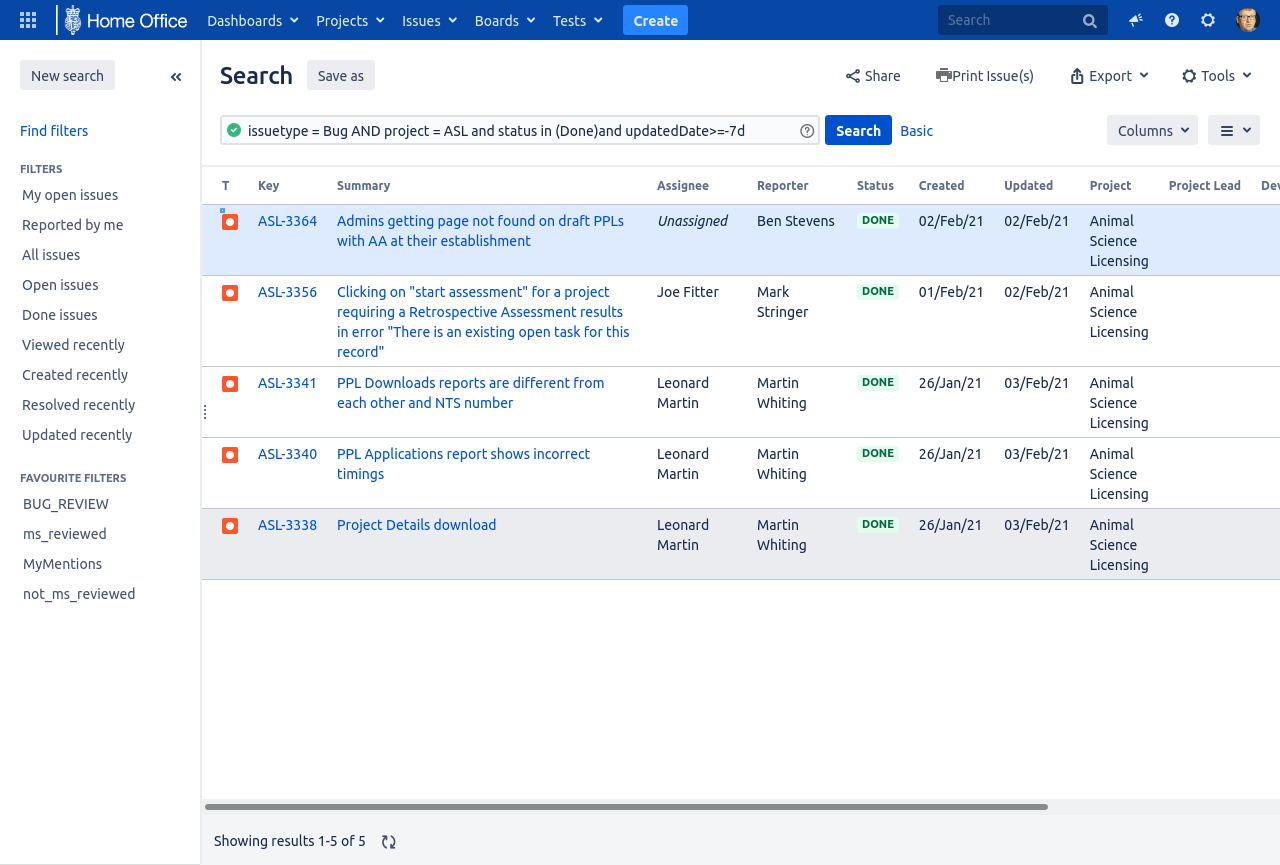 Home Office Dashboards Projects Issues Boards Tests Create Search
New search
Find filters
FILTERS
My open issues
Reported by me
All issues
Open issues
Done issues
Viewed recently
Created recently
Resolved recently
Updated recently
FAVOURITE FILTERS
BUG_REVIEW
ms_reviewed
MyMentions
not_ms_reviewed
Search Save as Share Print Issue(s) Export Tools
issuetype = Bug AND project = ASL and status in (Done)and updatedDate>=-7d Search Basic Columns
T Key Summary Assignee Reporter Status Created Updated Project Project Lead Dev
ASL-3364 Admins getting page not found on draft PPLs Unassigned Ben Stevens DONE 02/Feb/21 02/Feb/21 Animal
with AA at their establishment Science
Licensing
ASL-3356 Clicking on "start assessment" for a project Joe Fitter Mark DONE 01/Feb/21 02/Feb/21 Animal
requiring a Retrospective Assessment results Stringer Science
in error "There is an existing open task for this Licensing
record"
ASL-3341 PPL Downloads reports are different from Leonard Martin DONE 26/Jan/21 03/Feb/21 Animal
each other and NTS number Martin Whiting Science
Licensing
ASL-3340 PPL Applications report shows incorrect Leonard Martin DONE 26/Jan/21 03/Feb/21 Animal
timings Martin Whiting Science
Licensing
ASL-3338 Project Details download Leonard Martin DONE 26/Jan/21 03/Feb/21 Animal
Martin Whiting Science
Licensing
Showing results 1-5 of 5